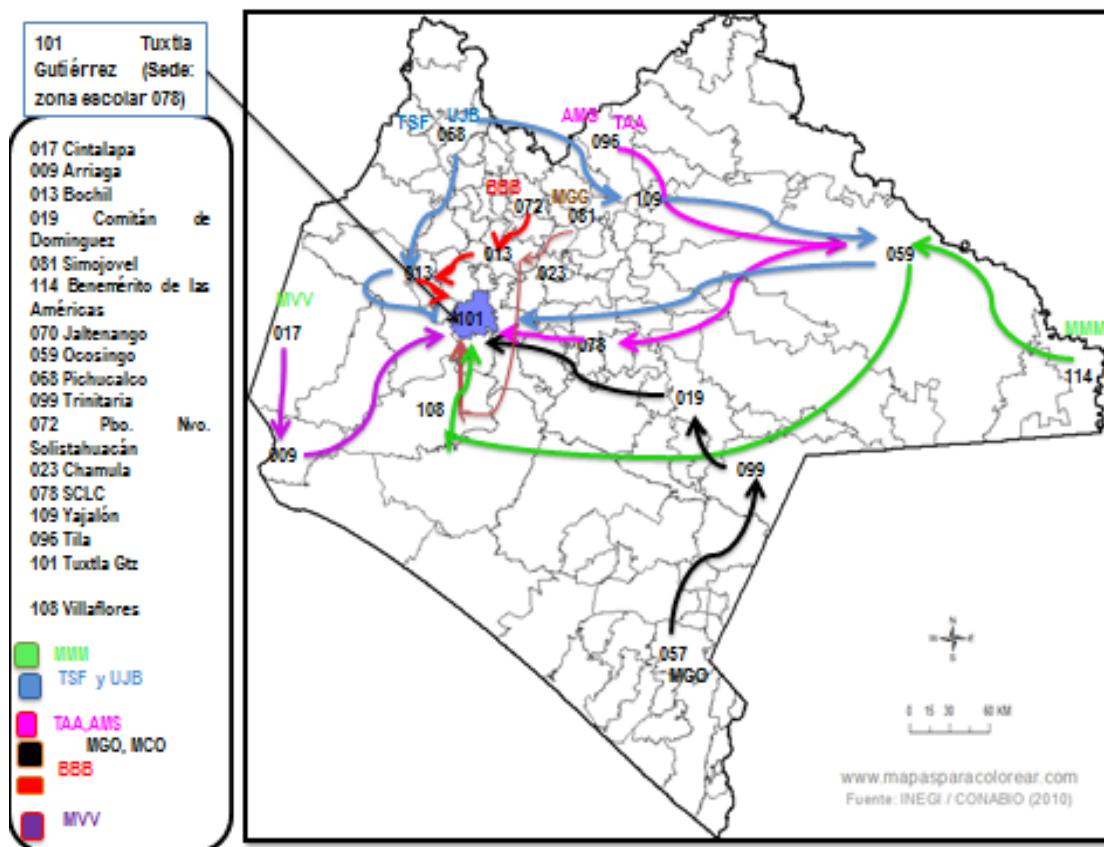 101 Tuxtla
Gutiérrez (Sede:
zona escolar 078)
017 Cintalapa
009 Arriaga
013 Bochil
019 Comitán de
Dominguez
081 Simojovel
114 Benemérito de las
Américas
070 Jaltenango
059 Ocosingo
068 Pichucalco
099 Trinitaria
072 Pbo. Nvo.
Solistahuacán
023 Chamula
078 SCLC
109 Yajalón
096 Tila
101 Tuxtla Gtz
108 Villaflores
MMM
TSF y UJB
TAA,AMS
MGO, MCO
BBB
MVV
TSF UJB
068
AMS
TAA
096
BBB
072
MGG
081
109
013
013
023
059
MVV
017
101
078
MMM
114
019
108
009
099
057
MGO
N
W E
S
0 15 30 60 KM
www.mapasparacolorear.com
Fuente: INEGI / CONABIO (2010)